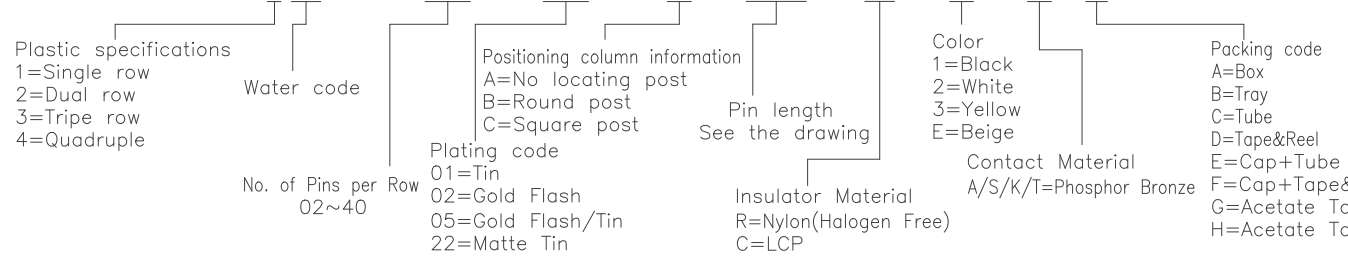 Plastic specifications
1=Single row
2=Dual row
3=Tripe row
4=Quadruple
Water code
No. of Pins per Row
02~40
Plating code
01=Tin
02=Gold Flash
05=Gold Flash/Tin
22=Matte Tin
Positioning column information
A=No locating post
B=Round post
C=Square post
Pin length
See the drawing
Insulator Material
R=Nylon(Halogen Free)
C=LCP
Color
1=Black
2=White
3=Yellow
E=Beige
Contact Material
A/S/K/T=Phosphor Bronze
Packing code
A=Box
B=Tray
C=Tube
D=Tape&Reel
E=Cap+Tube
F=Cap+Tape&
G=Acetate
H=Acetate